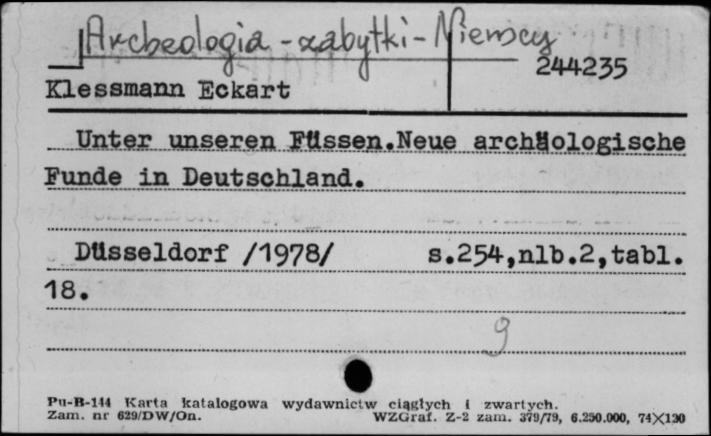 Archeologia - zabytki - Niemcy
244235
Klessmann Eckart
Unter unseren Füssen.Neue archäologische
Funde in Deutschland.
Düsseldorf /1978/ s.254,nlb.2,tabl.
18.
9
Pu-B-144 Karta katalogowa wydawnictw ciągłych i zwartych.
Zam. nr 629/DW/On. WZGraf. Z-2 zam. 379/79, 6.250.000, 74X120